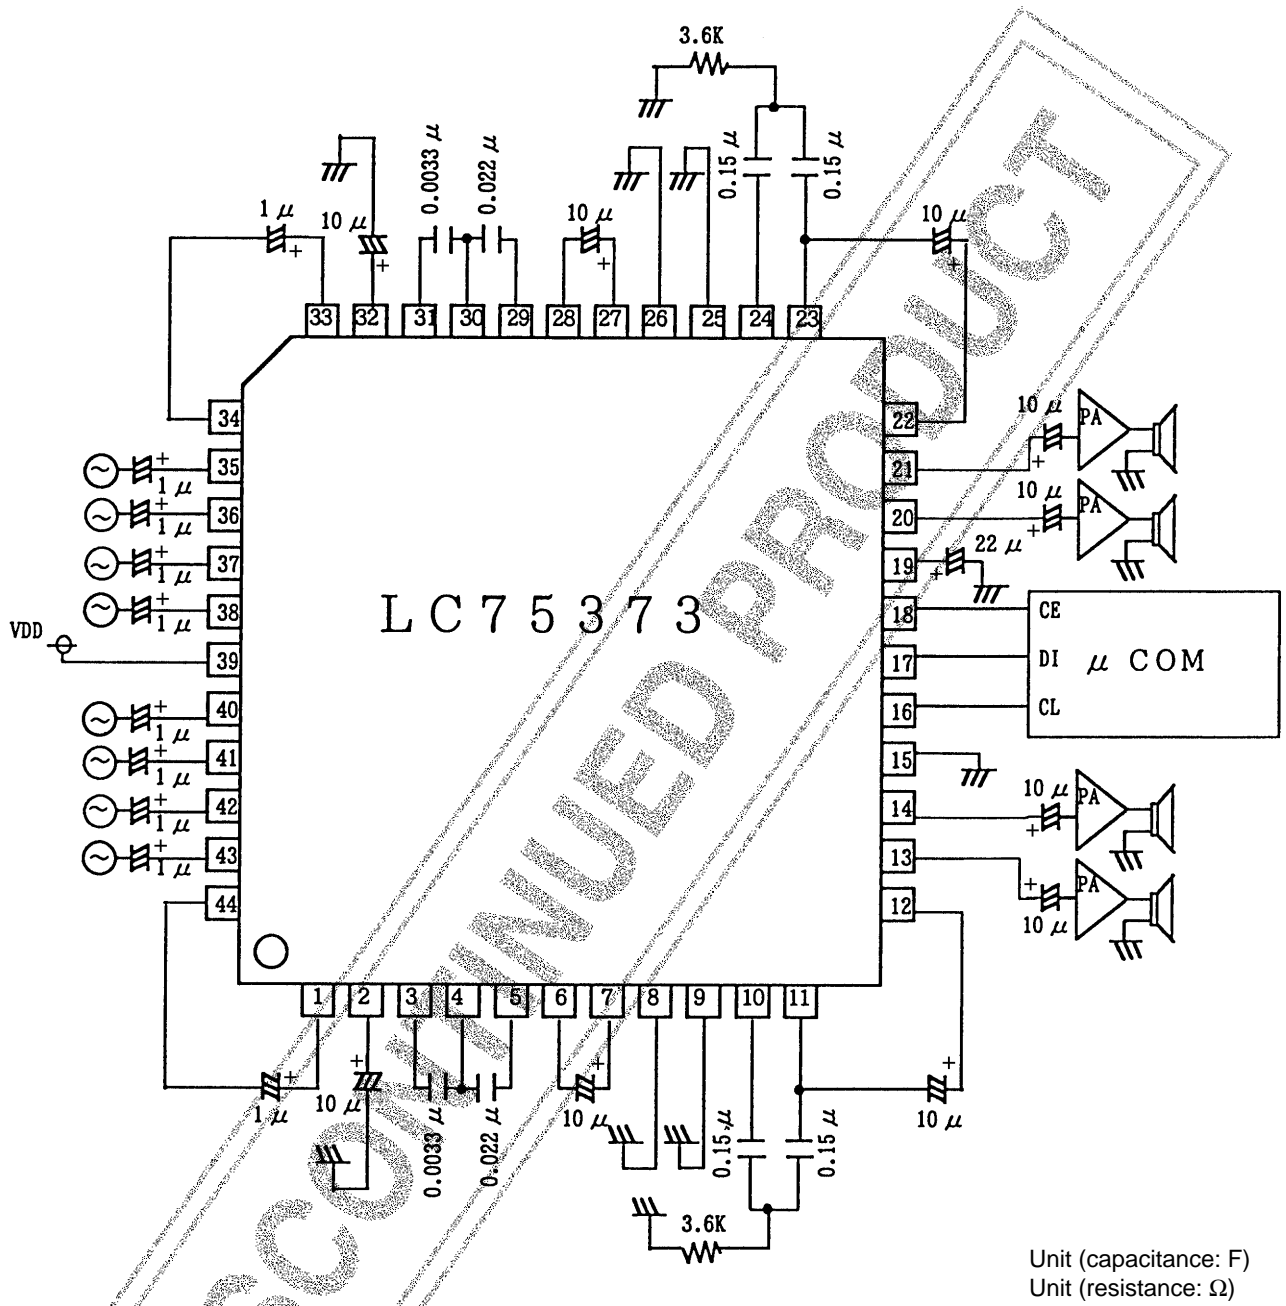 3.6K
0.0033 μ
0.022 μ
0.15 μ
0.15 μ
1 μ
10 μ
10 μ
10 μ
+
+
+
+
33
32
31
30
29
28
27
26
25
24
23
34
22
10 μ
PA
+
35
+
1 μ
21
10 μ
PA
+
36
+
1 μ
20
22 μ
+
37
+
1 μ
19
38
+
1 μ
LC75373
18
CE
VDD
39
17
DI
μ COM
40
+
1 μ
16
CL
41
+
1 μ
15
42
+
1 μ
14
10 μ
PA
+
43
+
1 μ
13
PA
+
10 μ
44
12
1
2
3
4
5
6
7
8
9
10
11
+
+
+
+
1 μ
10 μ
0.0033 μ
0.022 μ
10 μ
0.15 μ
0.15 μ
10 μ
3.6K
SCONTINUED PRODUCT
Unit (capacitance: F)
Unit (resistance: Ω)